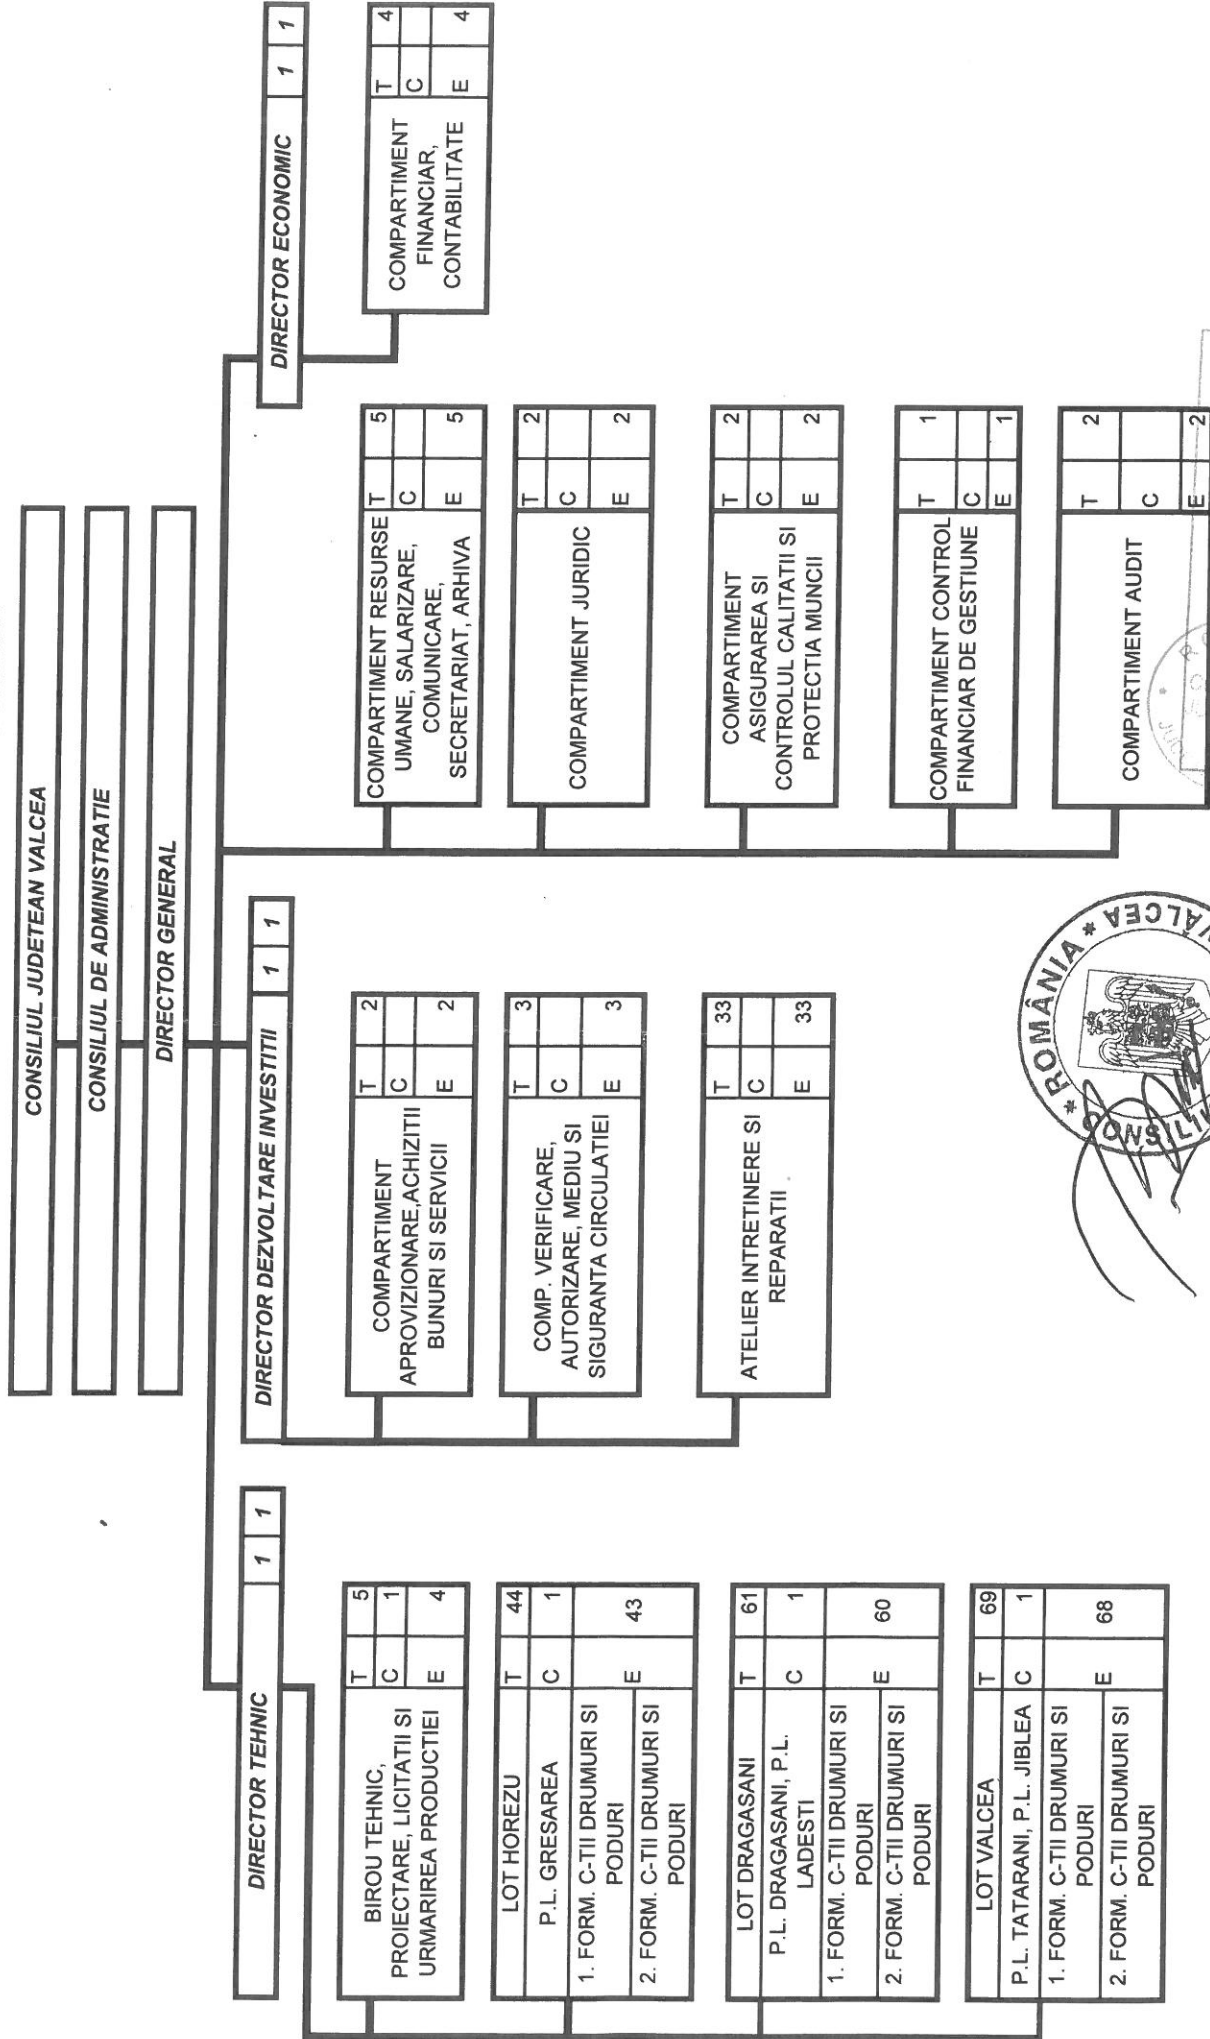 CONSILIUL JUDETEAN VALCEA
CONSILIUL DE ADMINISTRATIE
DIRECTOR GENERAL
DIRECTOR TEHNIC 1 1
BIROU TEHNIC,
PROIECTARE, LICITATII SI
URMARIREA PRODUCTIEI
T 5
C 1
E 4
LOT HOREZU T 44
P.L. GRESAREA C 1
1. FORM. C-TII DRUMURI SI
PODURI
2. FORM. C-TII DRUMURI SI
PODURI
E 43
LOT DRAGASANI T 61
P.L. DRAGASANI, P.L.
LADESTI
C 1
1. FORM. C-TII DRUMURI SI
PODURI
2. FORM. C-TII DRUMURI SI
PODURI
E 60
LOT VALCEA T 69
P.L. TATARANI, P.L. JIBLEA C 1
1. FORM. C-TII DRUMURI SI
PODURI
2. FORM. C-TII DRUMURI SI
PODURI
E 68
DIRECTOR DEZVOLTARE INVESTITII 1 1
COMPARTIMENT
APROVIZIONARE,ACHIZITII
BUNURI SI SERVICII
T 2
C
E 2
COMP. VERIFICARE,
AUTORIZARE, MEDIU SI
SIGURANTA CIRCULATIEI
T 3
C
E 3
ATELIER INTRETINERE SI
REPARATII
T 33
C
E 33
COMPARTIMENT RESURSE
UMANE, SALARIZARE,
COMUNICARE,
SECRETARIAT, ARHIVA
T 5
C
E 5
COMPARTIMENT JURIDIC
T 2
C
E 2
COMPARTIMENT
ASIGURAREA SI
CONTROLUL CALITATII SI
PROTECTIA MUNCII
T 2
C
E 2
COMPARTIMENT CONTROL
FINANCIAR DE GESTIUNE
T 1
C
E 1
COMPARTIMENT AUDIT
T 2
C
E 2
DIRECTOR ECONOMIC 1 1
COMPARTIMENT
FINANCIAR,
CONTABILITATE
T 4
C
E 4
* ROMÂNIA * VÂLCEA